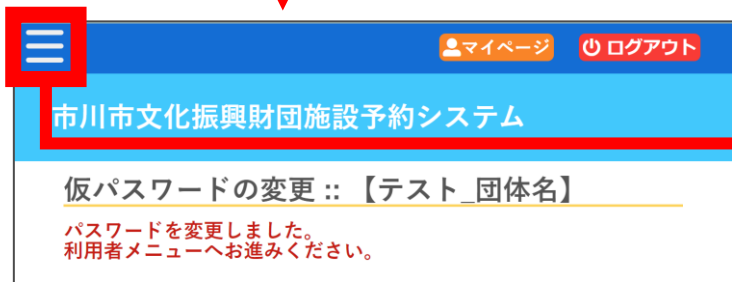 マイページ ログアウト
市川市文化振興財団施設予約システム
仮パスワードの変更 :: 【テスト_団体名】
パスワードを変更しました。
利用者メニューへお進みください。